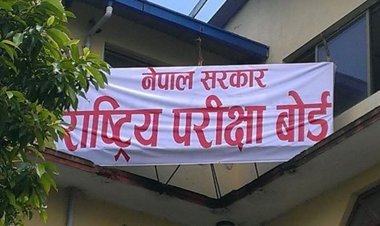 नेपाल सरकार
राष्ट्रिय परीक्षा बोर्ड